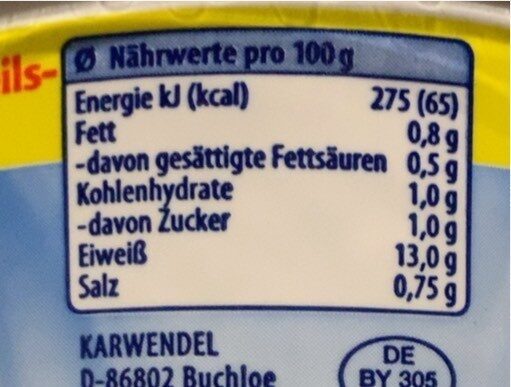 ils-
Ø Nährwerte pro 100 g
Energie kJ (kcal) 275 (65)
Fett 0,8 g
-davon gesättigte Fettsäuren 0,5 g
Kohlenhydrate 1,0 g
-davon Zucker 1,0 g
Eiweiß 13,0 g
Salz 0,75 g
KARWENDEL
D-86802 Buchloe
DE
BY 305